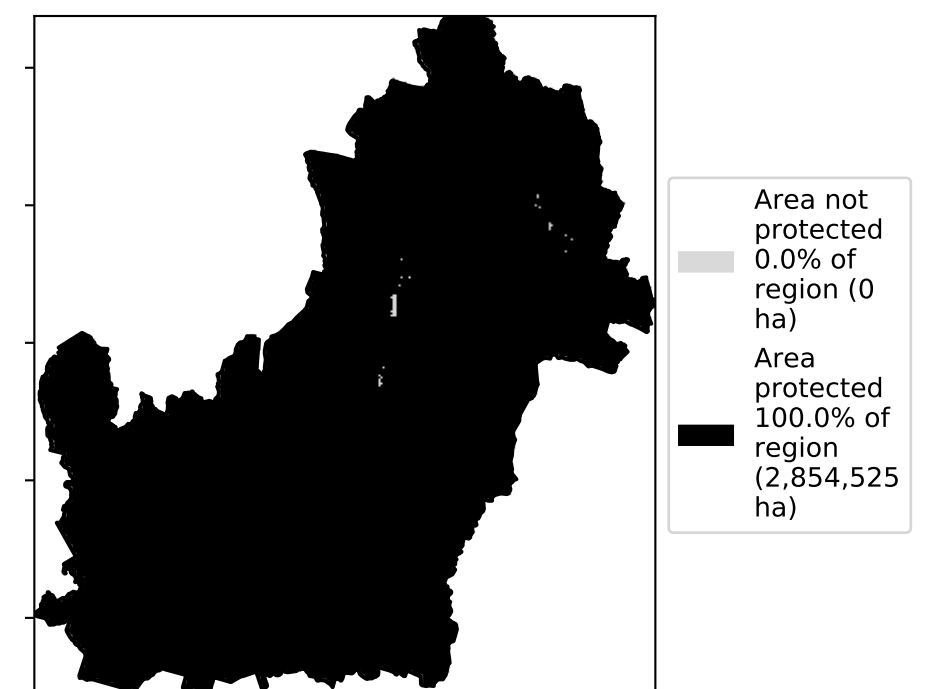 Area not
protected
0.0% of
region (0
ha)
Area
protected
100.0% of
region
(2,854,525
ha)